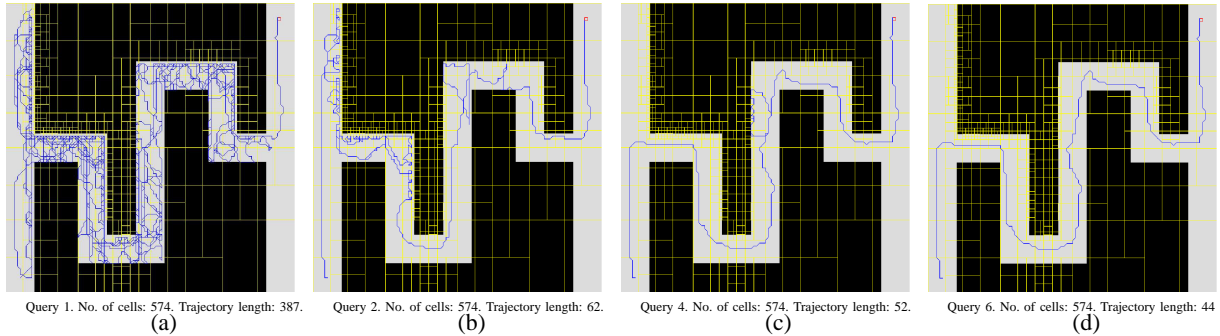 Query 1. No. of cells: 574. Trajectory length: 387.
(a)
Query 2. No. of cells: 574. Trajectory length: 62.
(b)
Query 4. No. of cells: 574. Trajectory length: 52.
(c)
Query 6. No. of cells: 574. Trajectory length: 44
(d)